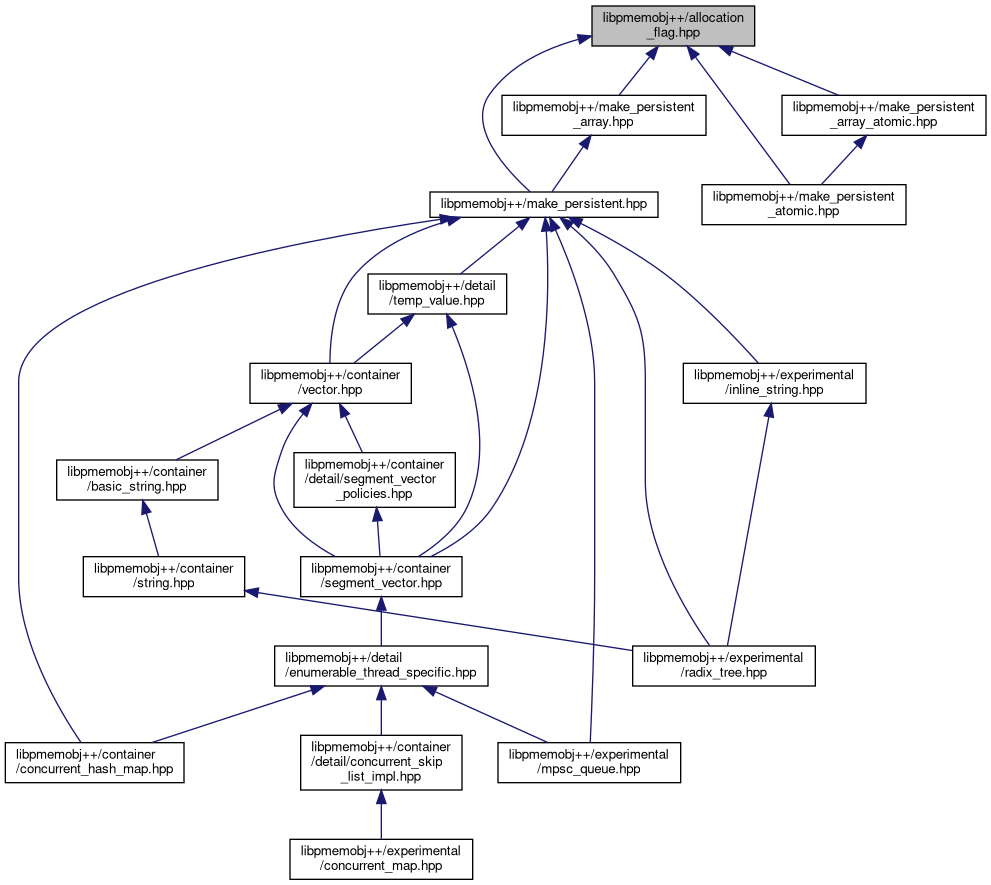 libpmemobj++/allocation
_flag.hpp
libpmemobj++/make_persistent
_array.hpp
libpmemobj++/make_persistent
_array_atomic.hpp
libpmemobj++/make_persistent.hpp
libpmemobj++/make_persistent
_atomic.hpp
libpmemobj++/detail
/temp_value.hpp
libpmemobj++/container
/vector.hpp
libpmemobj++/experimental
/inline_string.hpp
libpmemobj++/container
/basic_string.hpp
libpmemobj++/container
/detail/segment_vector
_policies.hpp
libpmemobj++/container
/string.hpp
libpmemobj++/container
/segment_vector.hpp
libpmemobj++/detail
/enumerable_thread_specific.hpp
libpmemobj++/experimental
/radix_tree.hpp
libpmemobj++/container
/concurrent_hash_map.hpp
libpmemobj++/container
/detail/concurrent_skip
_list_impl.hpp
libpmemobj++/experimental
/mpsc_queue.hpp
libpmemobj++/experimental
/concurrent_map.hpp